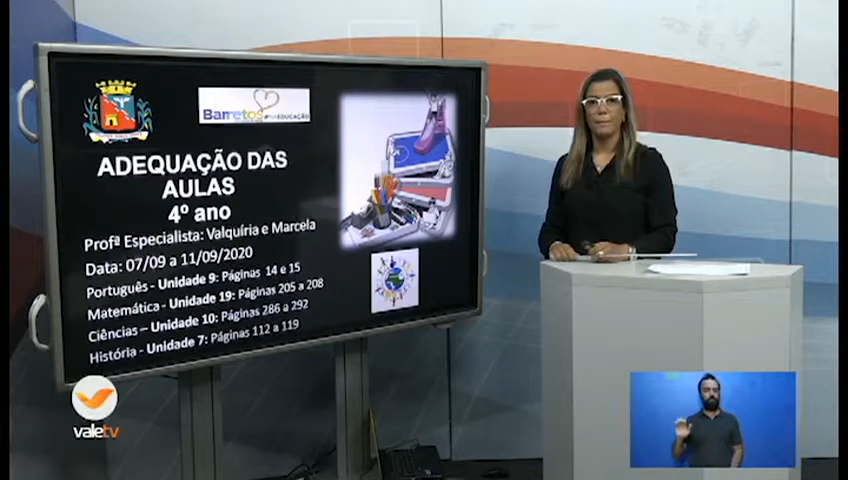 Barretos
EDUCAÇÃO
ADEQUAÇÃO DAS
AULAS
4º ano
Profª Especialista: Valquíria e Marcela
Data: 07/09 a 11/09/2020
Português - Unidade 9: Páginas 14 e 15
Matemática - Unidade 19: Páginas 205 a 208
Ciências – Unidade 10: Páginas 286 a 292
História - Unidade 7: Páginas 112 a 119
valetv